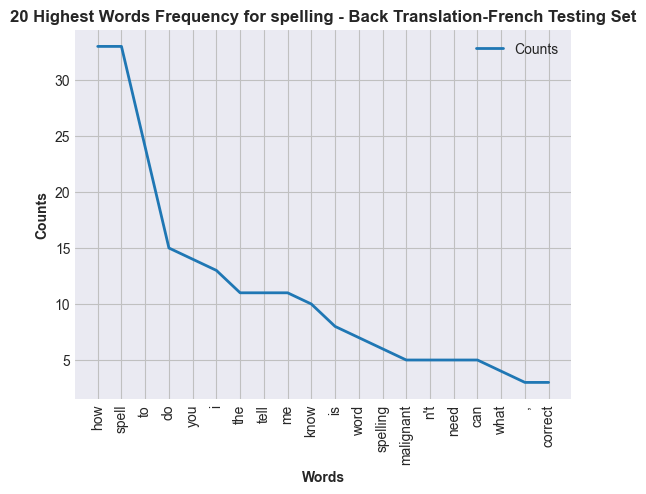 20 Highest Words Frequency for spelling - Back Translation-French Testing Set
Counts
30
25
20
15
10
5
Counts
how
spell
to
do
you
i
the
tell
me
know
is
word
spelling
malignant
n't
need
can
what
,
correct
Words